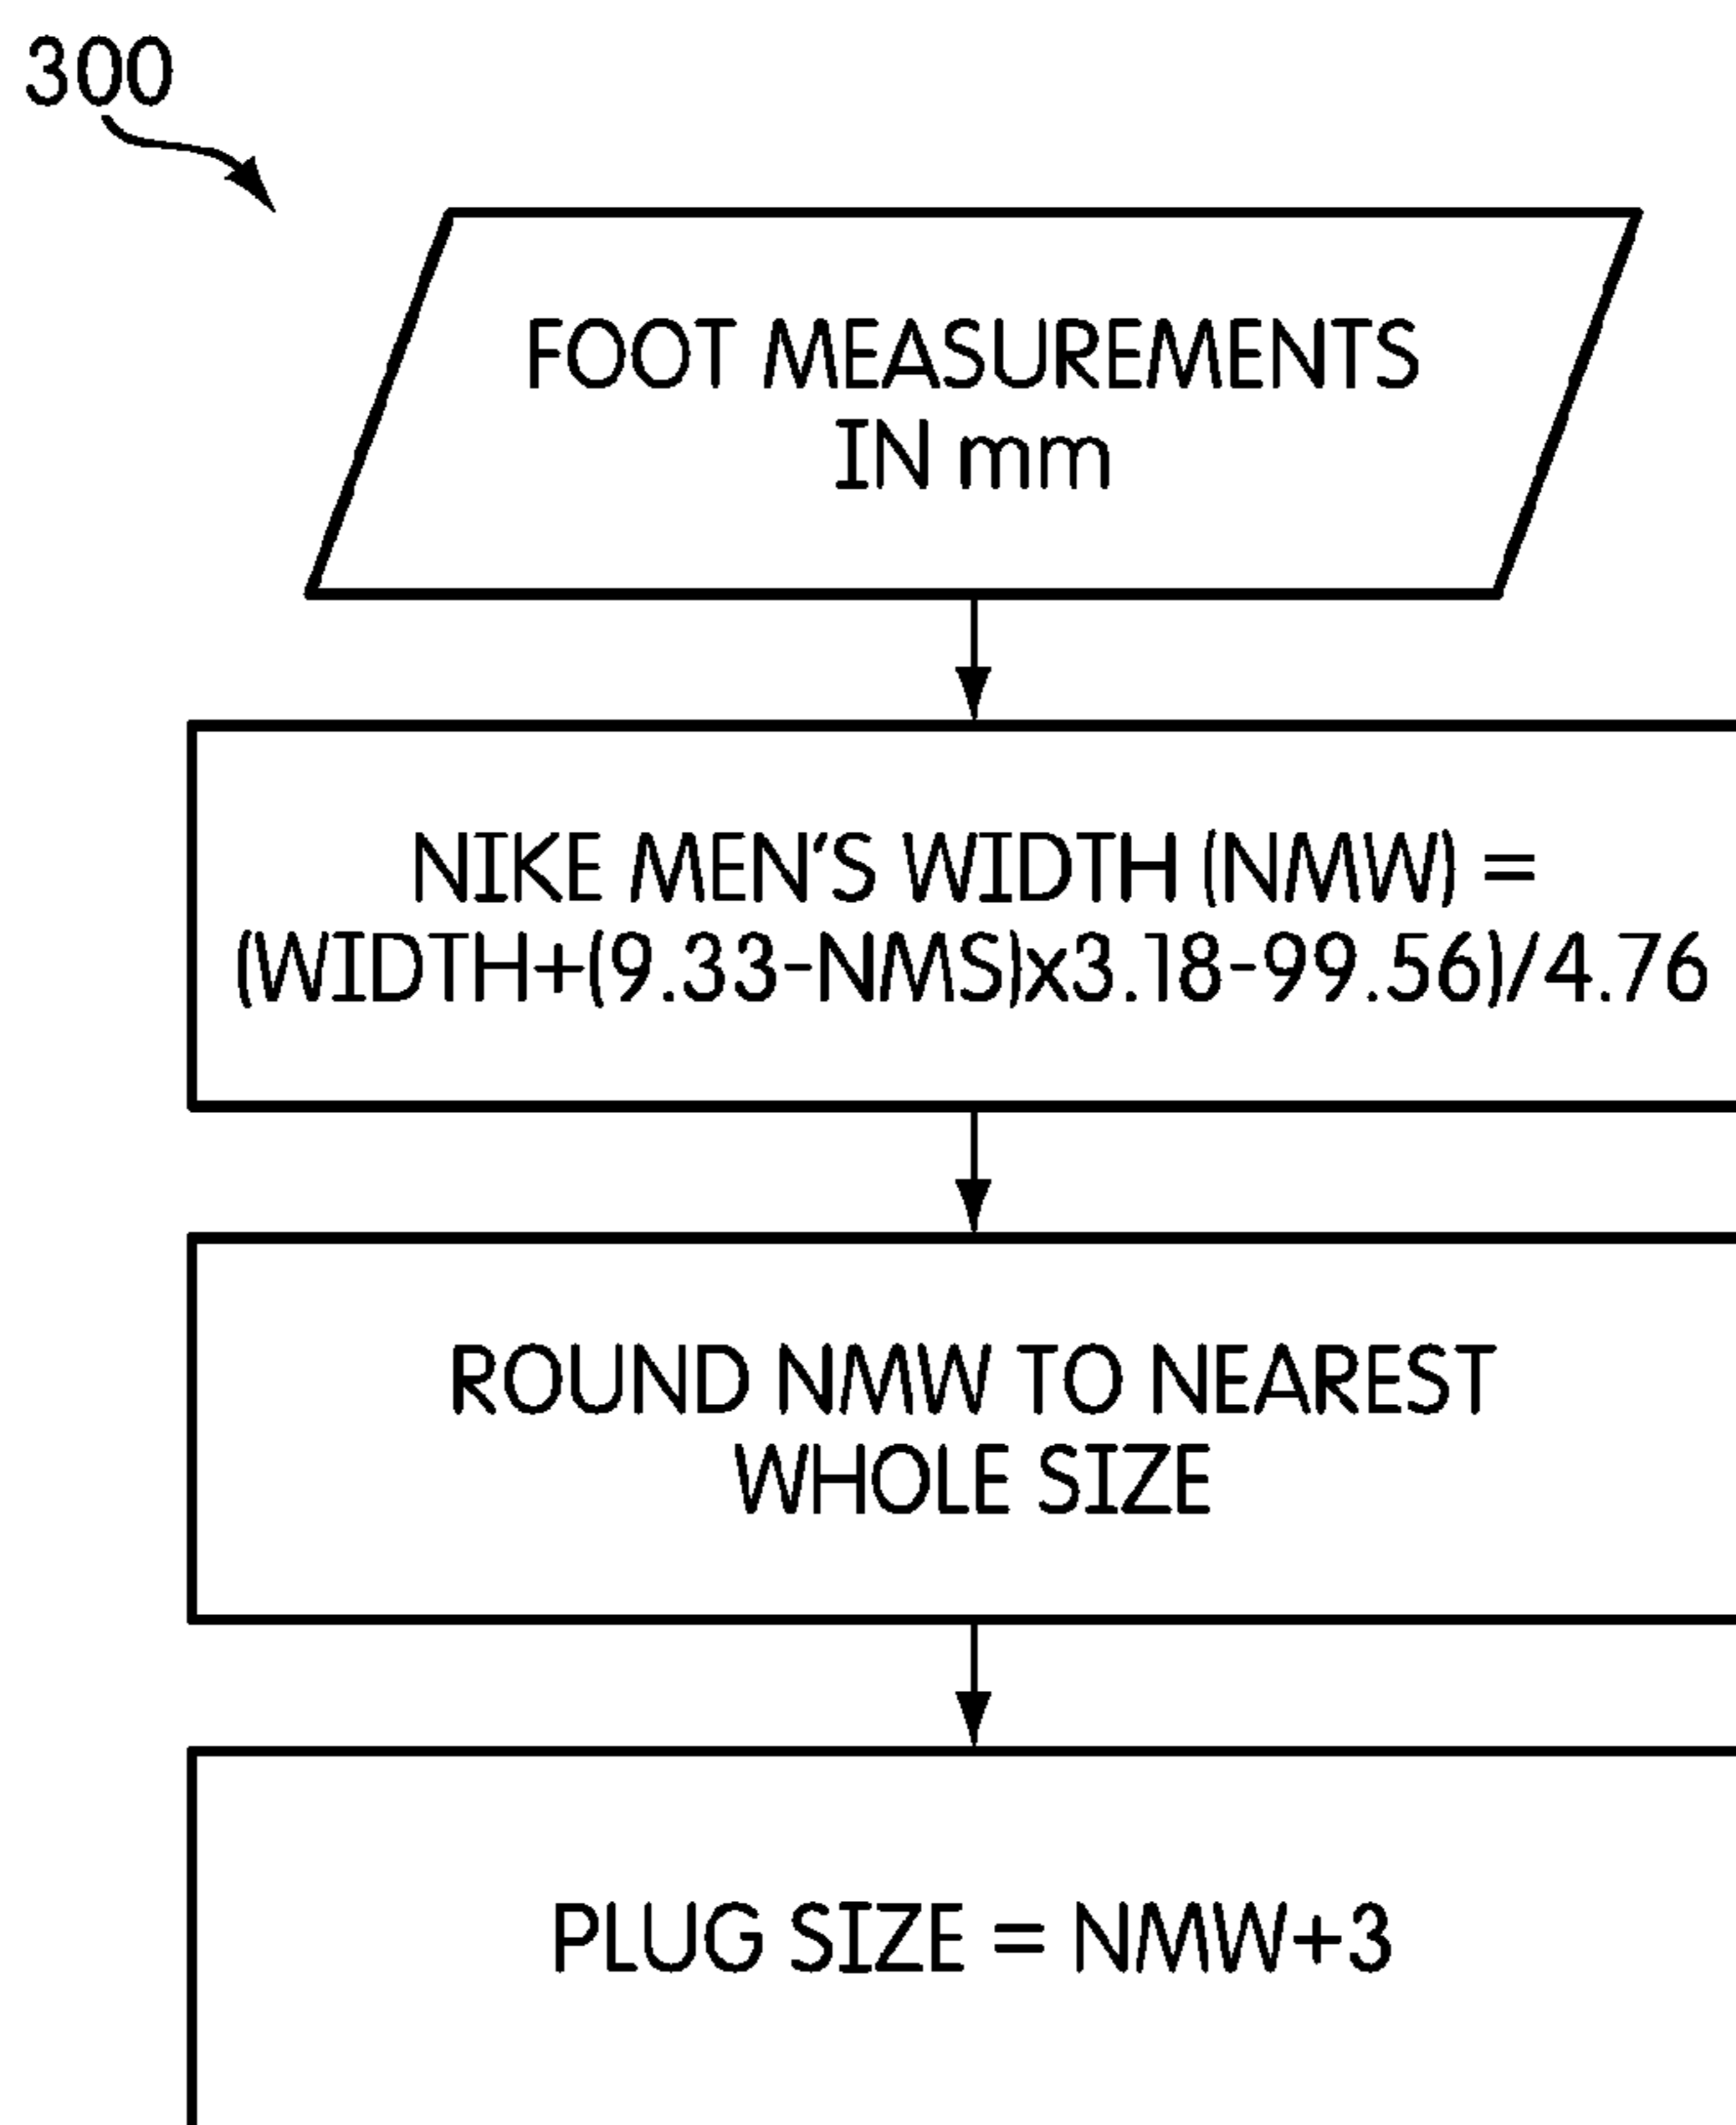 300
FOOT MEASUREMENTS
IN mm
NIKE MEN'S WIDTH (NMW) =
(WIDTH+(9.33-NMS)x3.18-99.56)/4.76
ROUND NMW TO NEAREST
WHOLE SIZE
PLUG SIZE = NMW+3